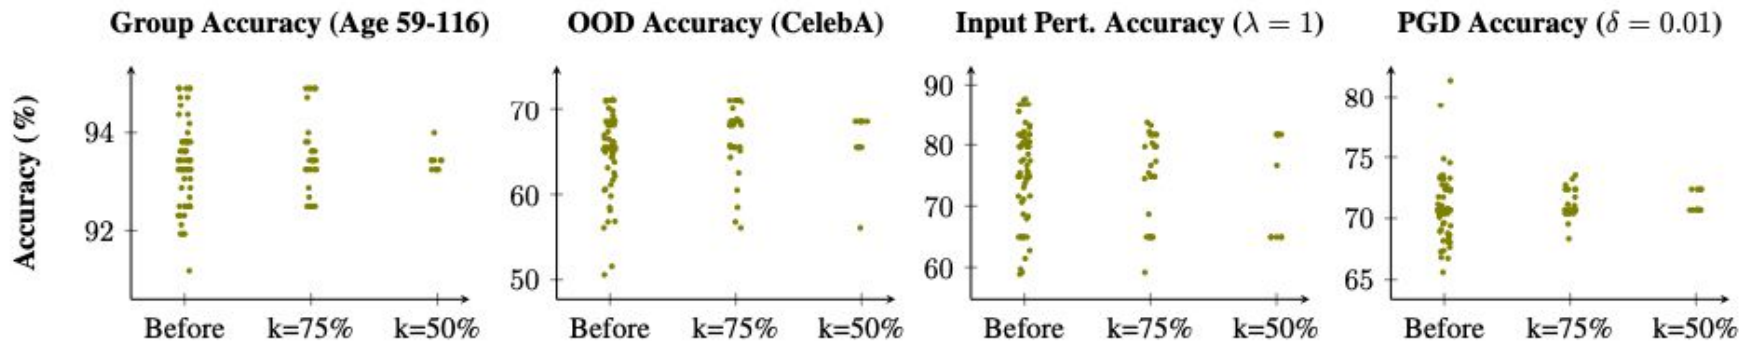 Group Accuracy (Age 59-116)
OOD Accuracy (CelebA)
Input Pert. Accuracy (λ = 1)
PGD Accuracy (δ = 0.01)
Accuracy (%)
94
92
Before k=75% k=50%
70
60
50
Before k=75% k=50%
90
80
70
60
Before k=75% k=50%
80
75
70
65
Before k=75% k=50%